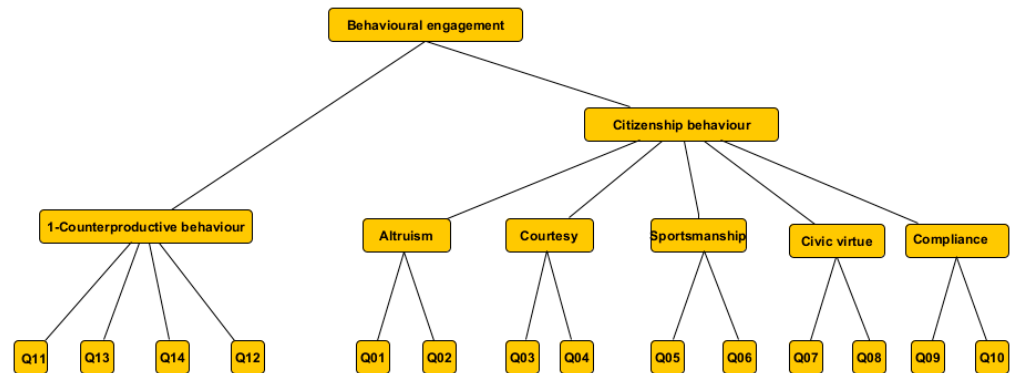 Behavioural engagement
Citizenship behaviour
1-Counterproductive behaviour
Altruism
Courtesy
Sportsmanship
Civic virtue
Compliance
Q11
Q13
Q14
Q12
Q01
Q02
Q03
Q04
Q05
Q06
Q07
Q08
Q09
Q10